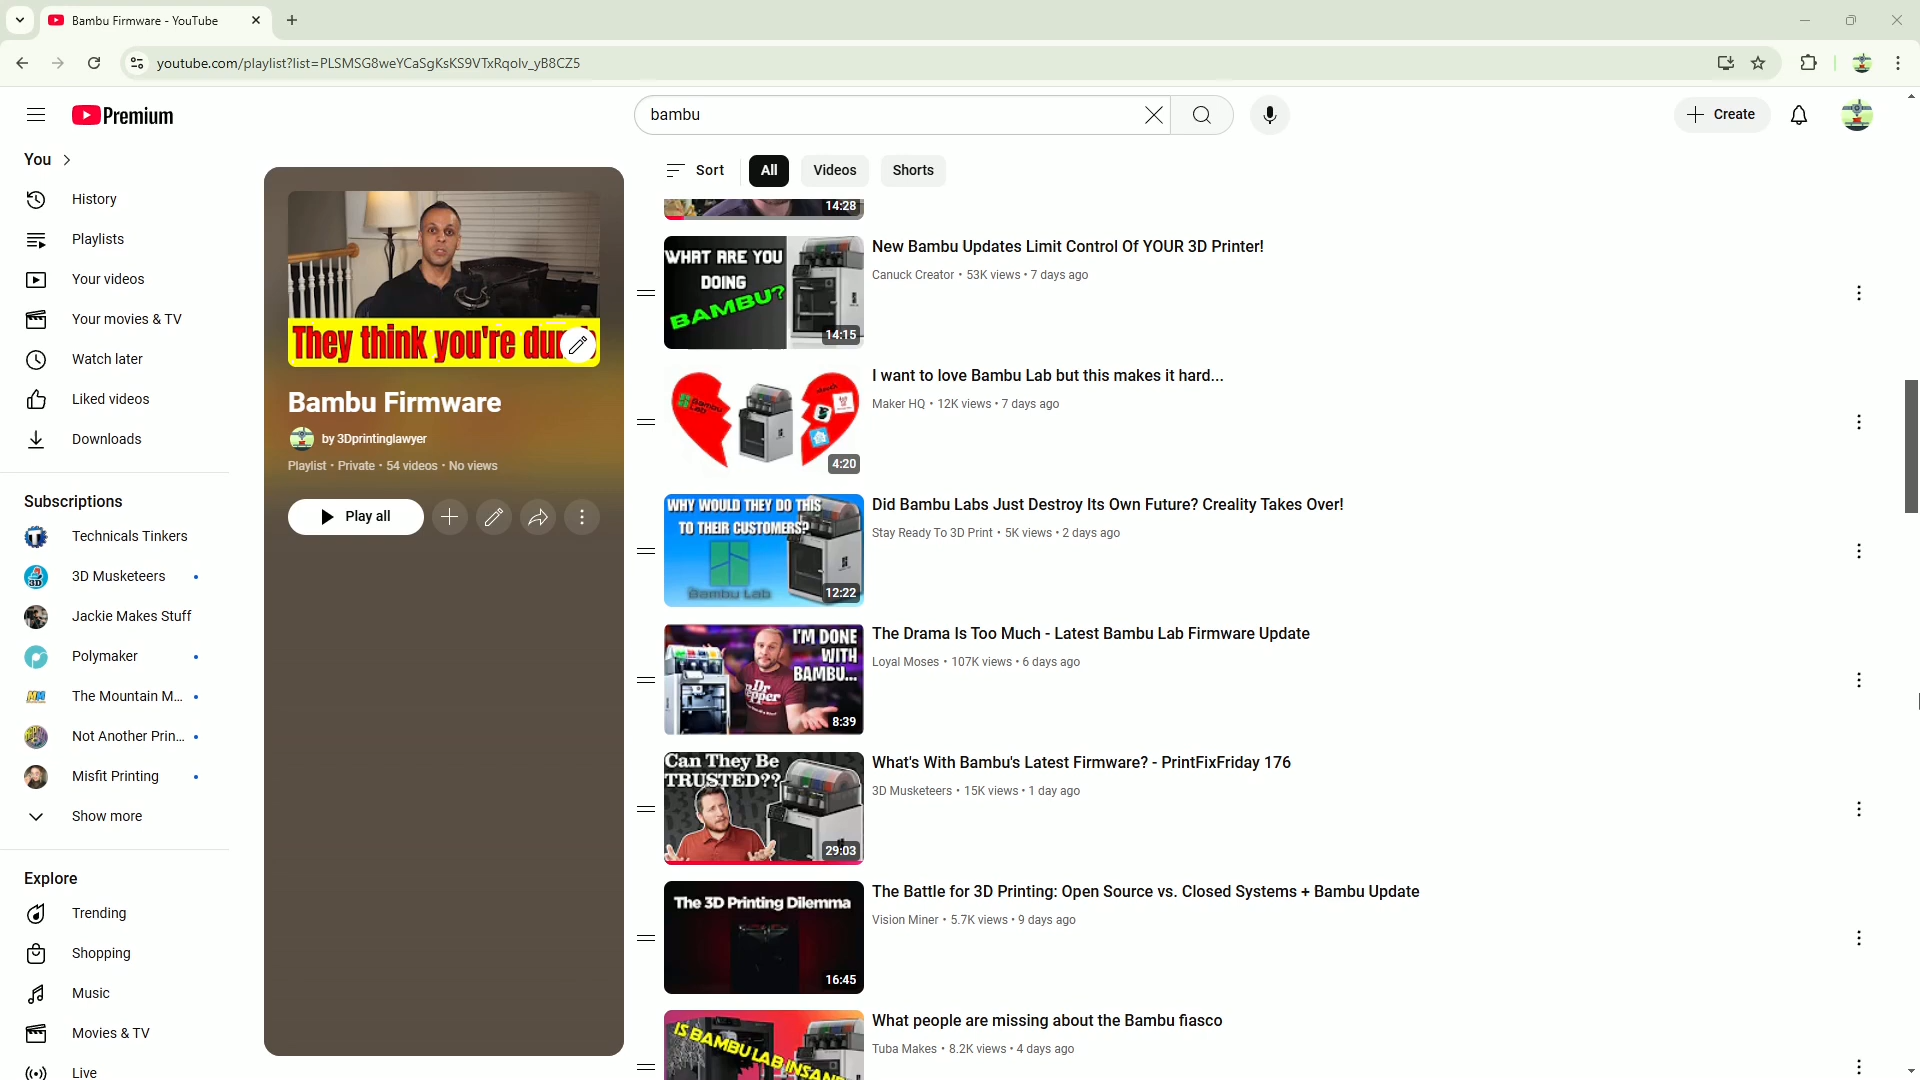 Bambu Firmware - YouTube
youtube.com/playlist?list=PLSMSG8weYCaSgKsKS9VTxRqolv_yB8CZ5
Premium
bambu
Create
You
History
Playlists
Your videos
Your movies & TV
Watch later
Liked videos
Downloads
Subscriptions
Technicals Tinkers
3D Musketeers
Jackie Makes Stuff
Polymaker
The Mountain M...
Not Another Prin...
Misfit Printing
Show more
Explore
Trending
Shopping
Music
Movies & TV
Live
They think you're
Bambu Firmware
by 3Dprintinglawyer
Playlist • Private • 54 videos • No views
Play all
Sort
All
Videos
Shorts
14:28
WHAT ARE YOU
DOING
BAMBU?
14:15
New Bambu Updates Limit Control Of YOUR 3D Printer!
Canuck Creator • 53K views • 7 days ago
Bambu
Lab
4:20
I want to love Bambu Lab but this makes it hard...
Maker HQ • 12K views • 7 days ago
WHY WOULD THEY DO THIS
TO THEIR CUSTOMERS?
Bambu Lab
12:22
Did Bambu Labs Just Destroy Its Own Future? Creality Takes Over!
Stay Ready To 3D Print • 5K views • 2 days ago
I'M DONE
WITH
BAMBU...
Dr
Pepper
8:39
The Drama Is Too Much - Latest Bambu Lab Firmware Update
Loyal Moses • 107K views • 6 days ago
Can They Be
TRUSTED??
29:03
What's With Bambu's Latest Firmware? - PrintFixFriday 176
3D Musketeers • 15K views • 1 day ago
The 3D Printing Dilemma
16:45
The Battle for 3D Printing: Open Source vs. Closed Systems + Bambu Update
Vision Miner • 5.7K views • 9 days ago
IS BAMBU LAB INSANE
What people are missing about the Bambu fiasco
Tuba Makes • 8.2K views • 4 days ago